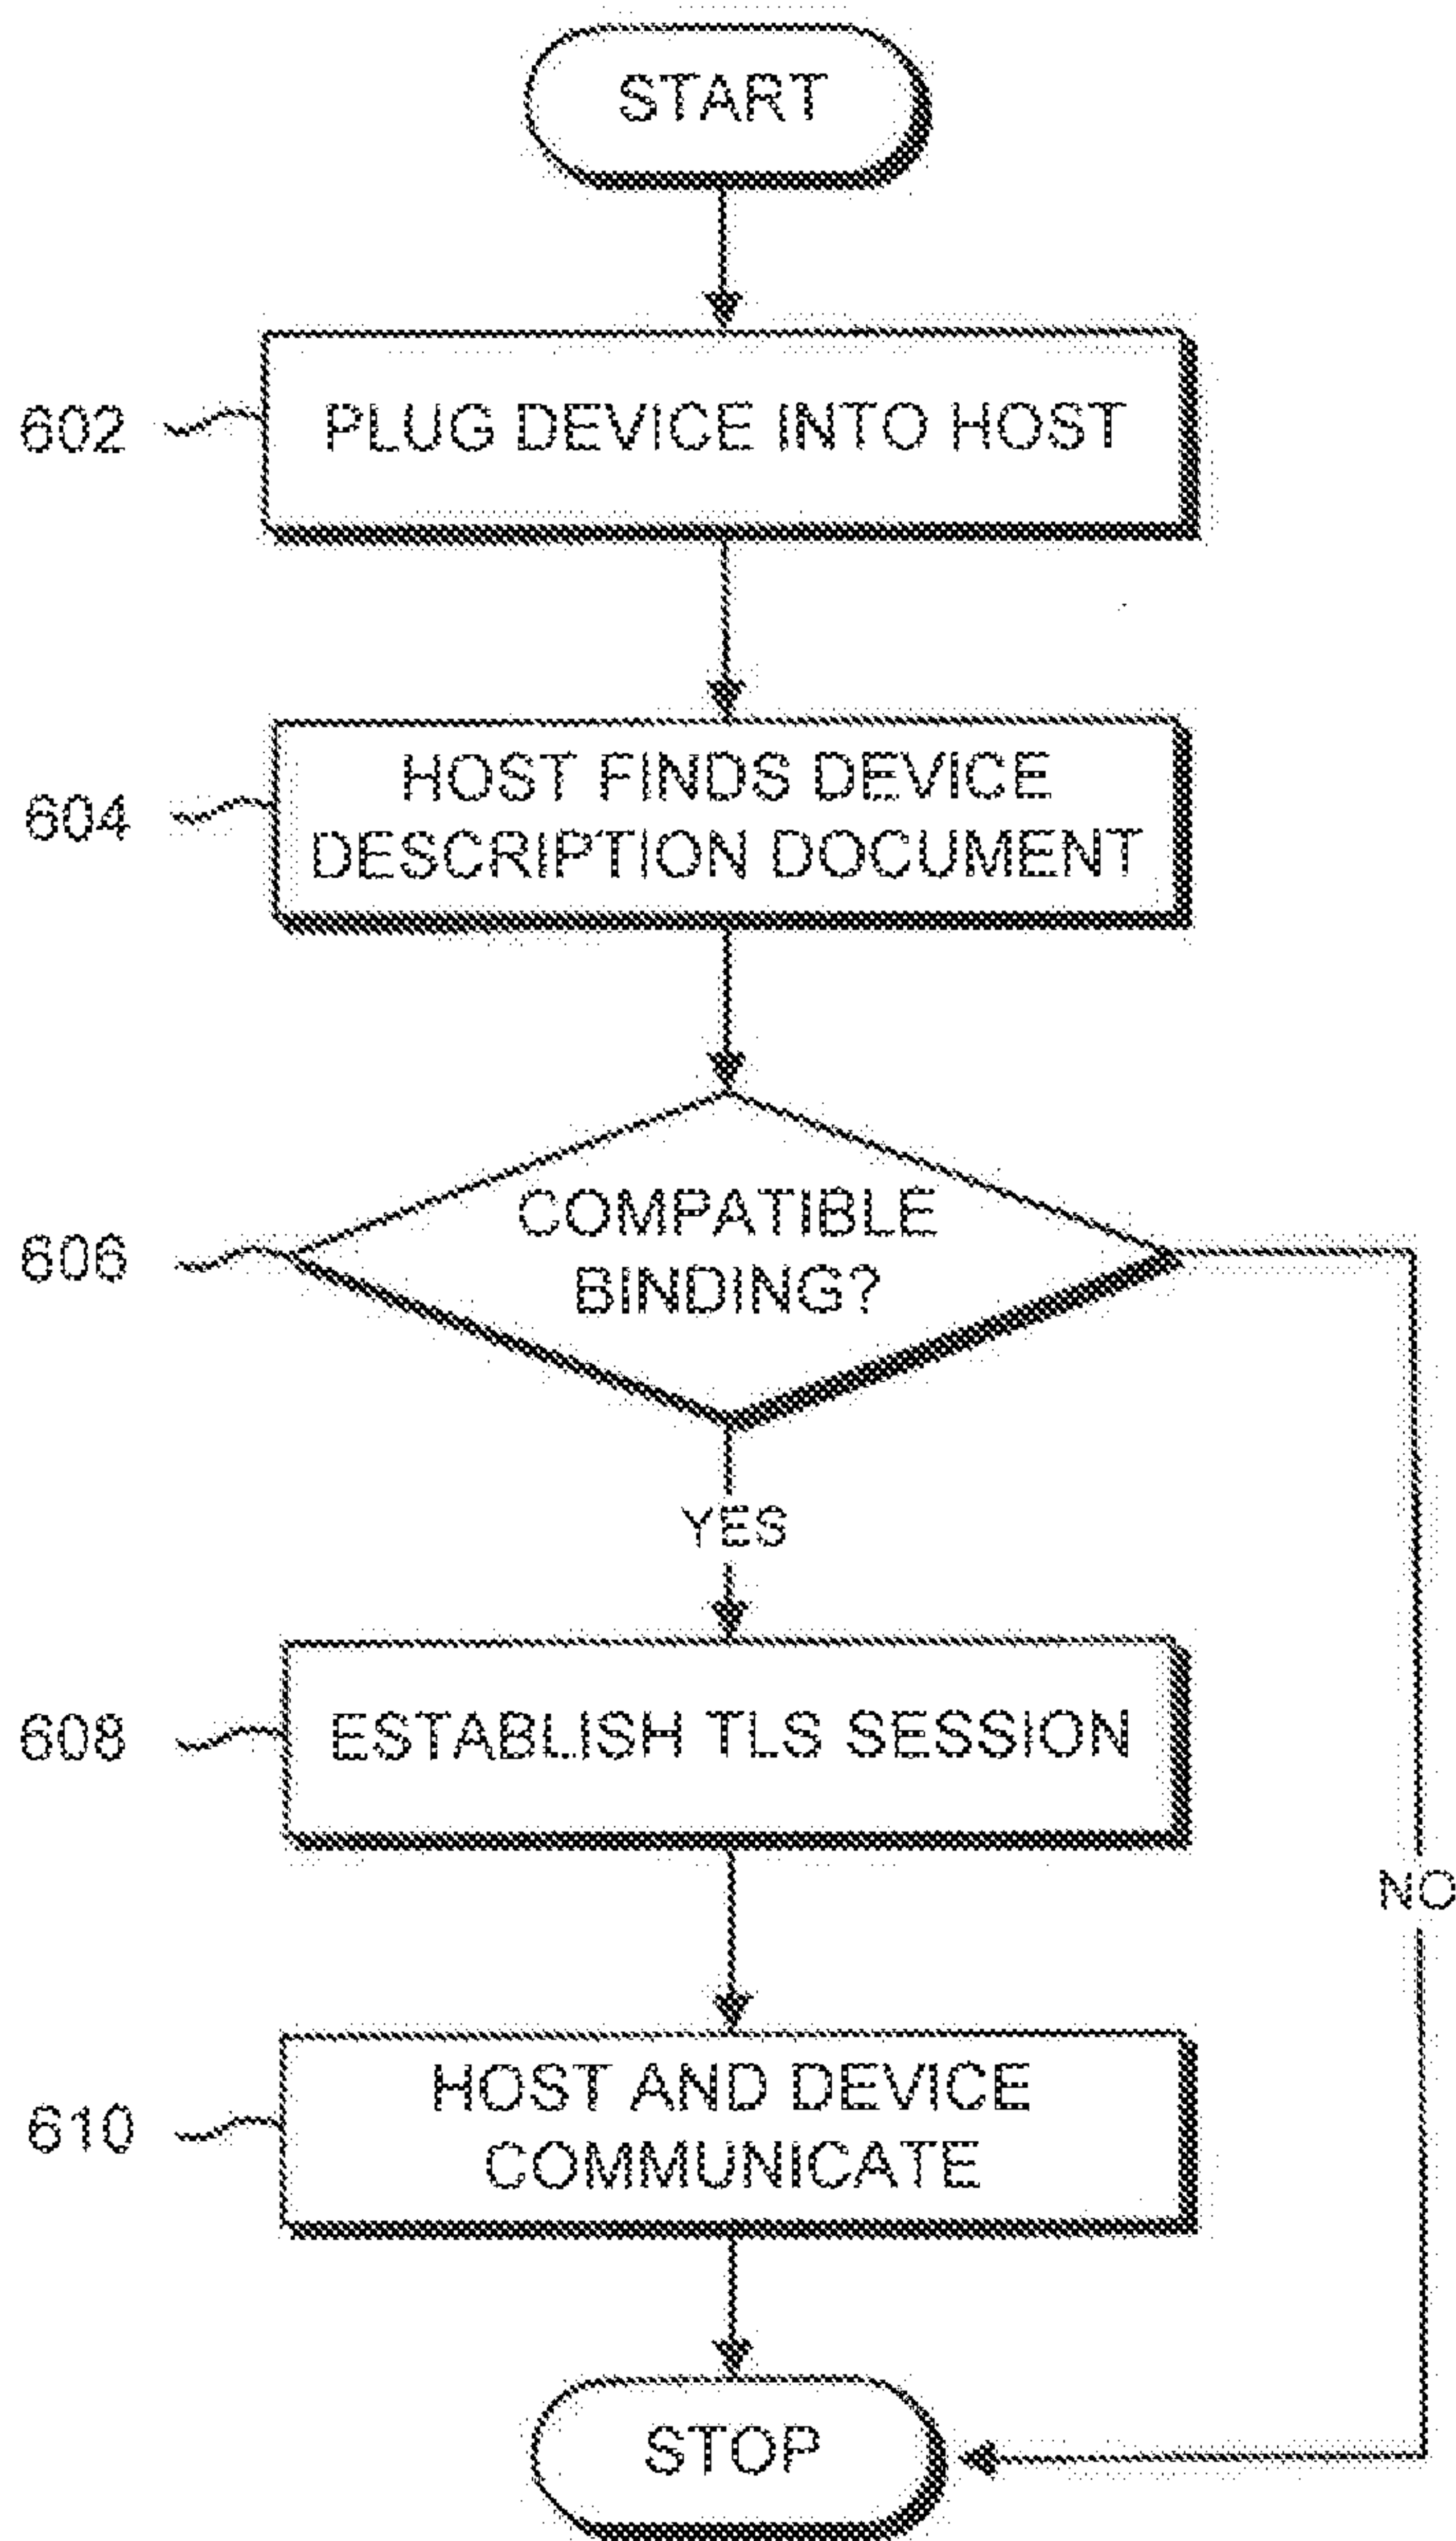 START
602
PLUG DEVICE INTO HOST
604
HOST FINDS DEVICE
DESCRIPTION DOCUMENT
606
COMPATIBLE
BINDING?
YES
608
ESTABLISH TLS SESSION
NO
610
HOST AND DEVICE
COMMUNICATE
STOP